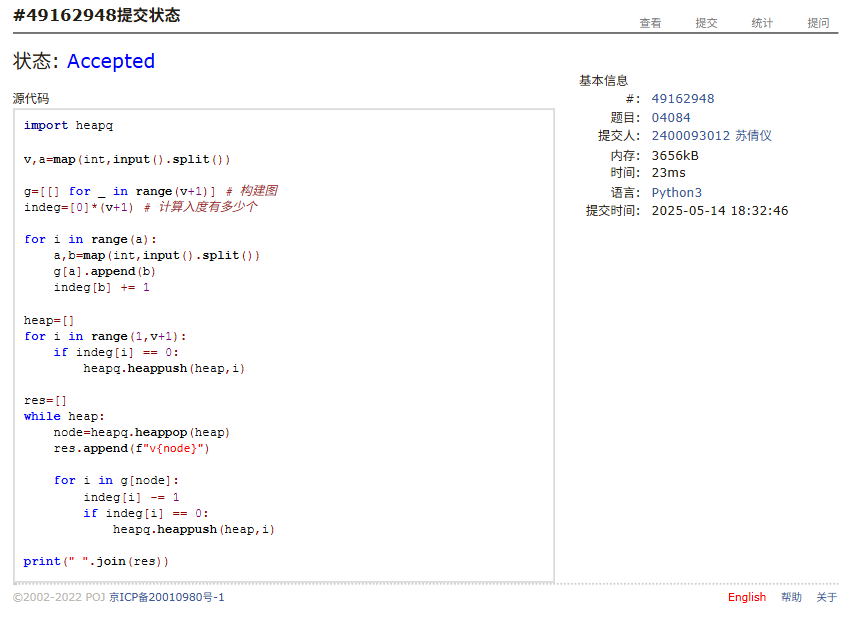 #49162948提交状态
查看 提交 统计 提问
状态: Accepted
源代码
import heapq
v,a=map(int,input().split())
g=[[] for _ in range(v+1)] # 构建图
indeg=[0]*(v+1) # 计算入度有多少个
for i in range(a):
    a,b=map(int,input().split())
    g[a].append(b)
    indeg[b] += 1
heap=[]
for i in range(1,v+1):
    if indeg[i] == 0:
        heapq.heappush(heap,i)
res=[]
while heap:
    node=heapq.heappop(heap)
    res.append(f"v{node}")
    for i in g[node]:
        indeg[i] -= 1
        if indeg[i] == 0:
            heapq.heappush(heap,i)
print(" ".join(res))
基本信息
#: 49162948
题目: 04084
提交人: 2400093012 苏倩仪
内存: 3656kB
时间: 23ms
语言: Python3
提交时间: 2025-05-14 18:32:46
©2002-2022 POJ 京ICP备20010980号-1
English 帮助 关于